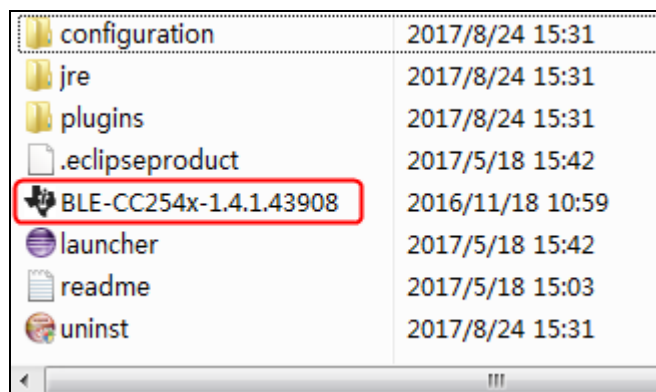 configuration 2017/8/24 15:31
jre 2017/8/24 15:31
plugins 2017/8/24 15:31
.eclipseproduct 2017/5/18 15:42
BLE-CC254x-1.4.1.43908 2016/11/18 10:59
launcher 2017/5/18 15:42
readme 2017/5/18 15:03
uninst 2017/8/24 15:31